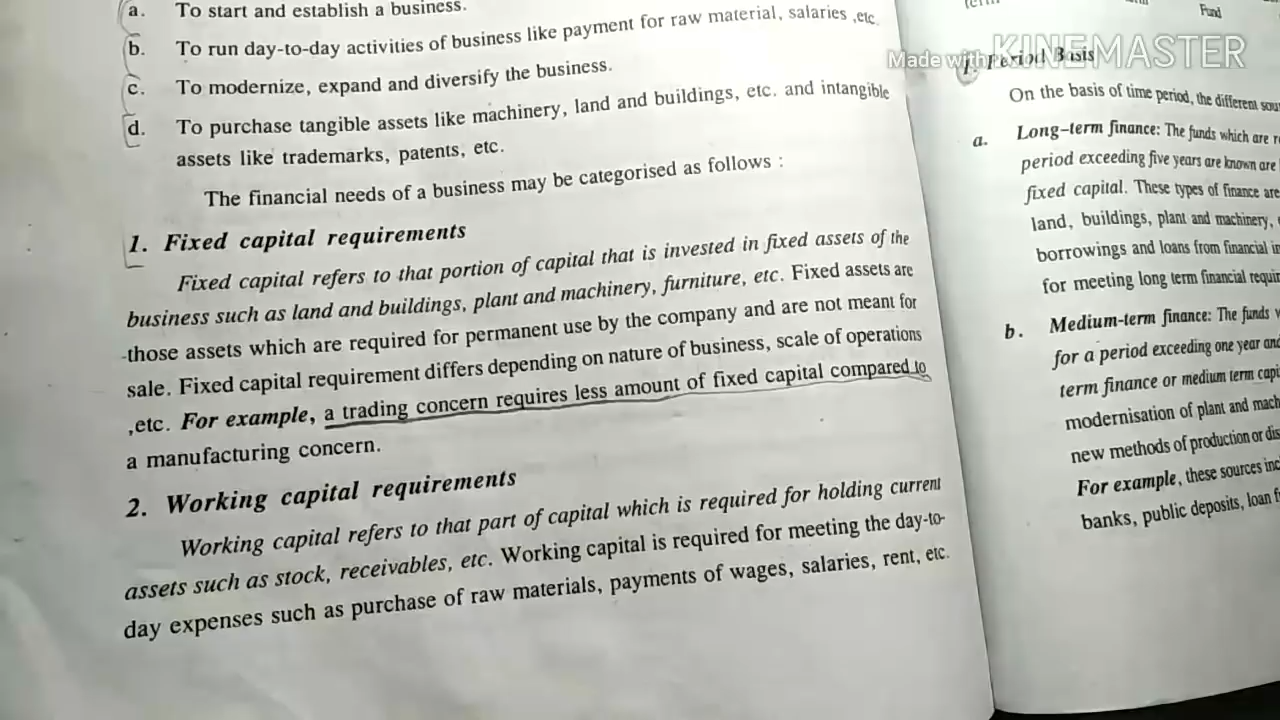 a. To start and establish a business.
b. To run day-to-day activities of business like payment for raw material, salaries ,etc.
c. To modernize, expand and diversify the business.
d. To purchase tangible assets like machinery, land and buildings, etc. and intangible
assets like trademarks, patents, etc.
The financial needs of a business may be categorised as follows :
1. Fixed capital requirements
Fixed capital refers to that portion of capital that is invested in fixed assets of the
business such as land and buildings, plant and machinery, furniture, etc. Fixed assets are
those assets which are required for permanent use by the company and are not meant for
sale. Fixed capital requirement differs depending on nature of business, scale of operations
,etc. For example, a trading concern requires less amount of fixed capital compared to
a manufacturing concern.
2. Working capital requirements
Working capital refers to that part of capital which is required for holding current
assets such as stock, receivables, etc. Working capital is required for meeting the day-to-
day expenses such as purchase of raw materials, payments of wages, salaries, rent, etc.
Fund
Made with KINEMASTER
1. Period Basis
On the basis of time period, the different
a. Long-term finance: The funds which are
period exceeding five years are known are
fixed capital. These types of finance are
land, buildings, plant and machinery,
borrowings and loans from financial
for meeting long term financial
b. Medium-term finance: The funds
for a period exceeding one year and
term finance or medium term
modernisation of plant and
new methods of production or
For example, these sources
banks, public deposits, loan